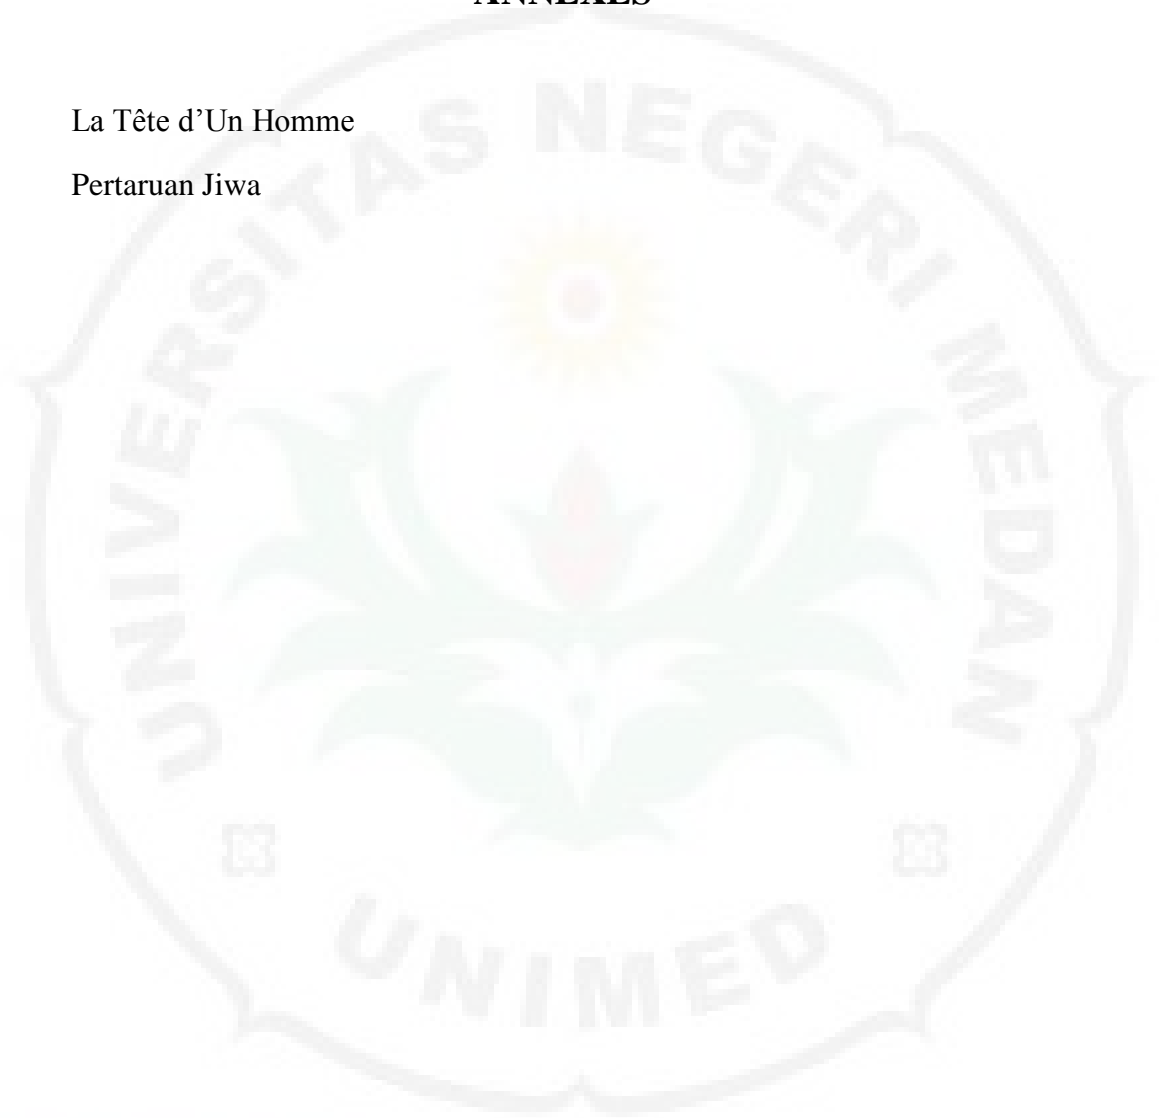 ANNEXES
La Tête d’Un Homme
Pertaruan Jiwa
UNIVERSITAS NEGERI MEDAN
UNIMED